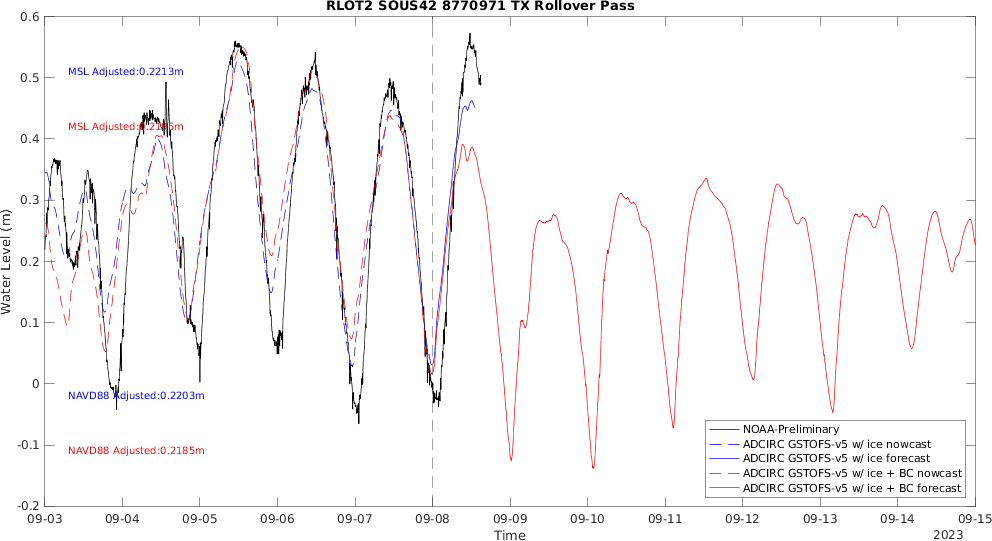 RLOT2 SOUS42 8770971 TX Rollover Pass
0.6
0.5
0.4
0.3
0.2
0.1
0
-0.1
-0.2
Water Level (m)
MSL Adjusted:0.2213m
MSL
NAVD88 Adjusted:0.2203m
NAVD88 Adjusted:0.2185m
NOAA-Preliminary
ADCIRC GSTOFS-v5 w/ ice nowcast
ADCIRC GSTOFS-v5 w/ ice forecast
ADCIRC GSTOFS-v5 w/ ice + BC nowcast
ADCIRC GSTOFS-v5 w/ ice + BC forecast
09-03 09-04 09-05 09-06 09-07 09-08 09-09 09-10 09-11 09-12 09-13 09-14 09-15
Time
2023